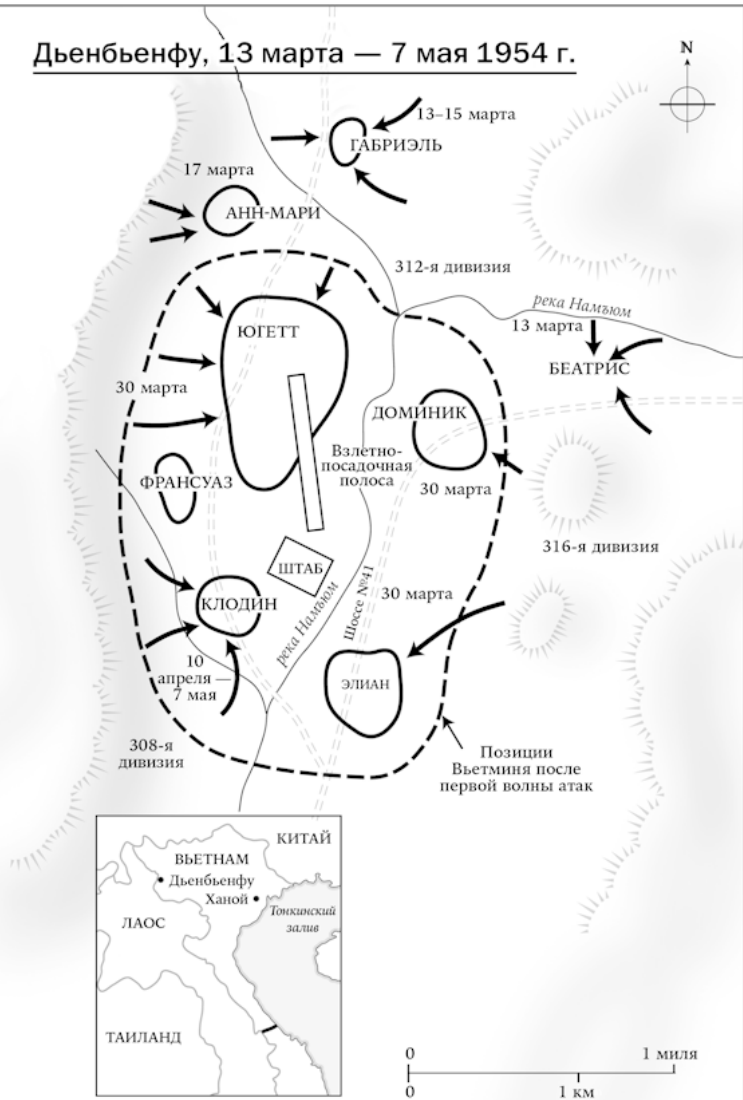 Дьенбьенфу, 13 марта — 7 мая 1954 г.
N
13–15 марта
ГАБРИЭЛЬ
17 марта
АНН-МАРИ
312-я дивизия
река Намъюм
13 марта
БЕАТРИС
ЮГЕТТ
30 марта
ДОМИНИК
Взлетно-
посадочная
полоса
ФРАНСУАЗ
30 марта
316-я дивизия
ШТАБ
КЛОДИН
река Намъюм
Шоссе №41
30 марта
ЭЛИАН
10
апреля —
7 мая
308-я
дивизия
Позиции
Вьетминя после
первой волны атак
КИТАЙ
ВЬЕТНАМ
Дьенбьенфу
Ханой
Тонкинский
залив
ЛАОС
ТАИЛАНД
0
1 миля
0
1 км